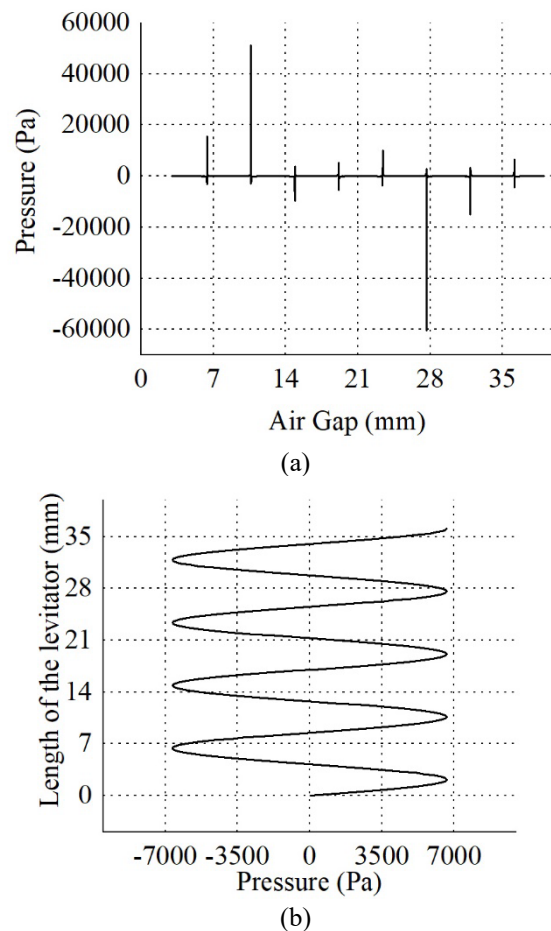 60000
40000
20000
0
-20000
-40000
-60000
Pressure (Pa)
0 7 14 21 28 35
Air Gap (mm)
(a)
35
28
21
14
7
0
Length of the levitator (mm)
-7000 -3500 0 3500 7000
Pressure (Pa)
(b)